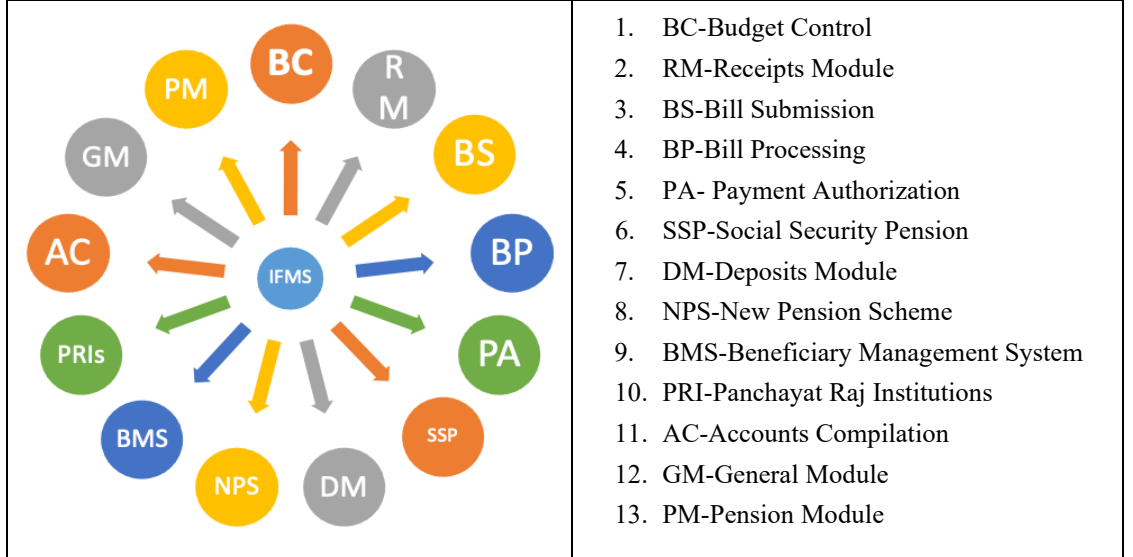 BC
R
M
BS
BP
PA
SSP
DM
NPS
BMS
PRIs
AC
GM
PM
IFMS
1. BC-Budget Control
2. RM-Receipts Module
3. BS-Bill Submission
4. BP-Bill Processing
5. PA- Payment Authorization
6. SSP-Social Security Pension
7. DM-Deposits Module
8. NPS-New Pension Scheme
9. BMS-Beneficiary Management System
10. PRI-Panchayat Raj Institutions
11. AC-Accounts Compilation
12. GM-General Module
13. PM-Pension Module